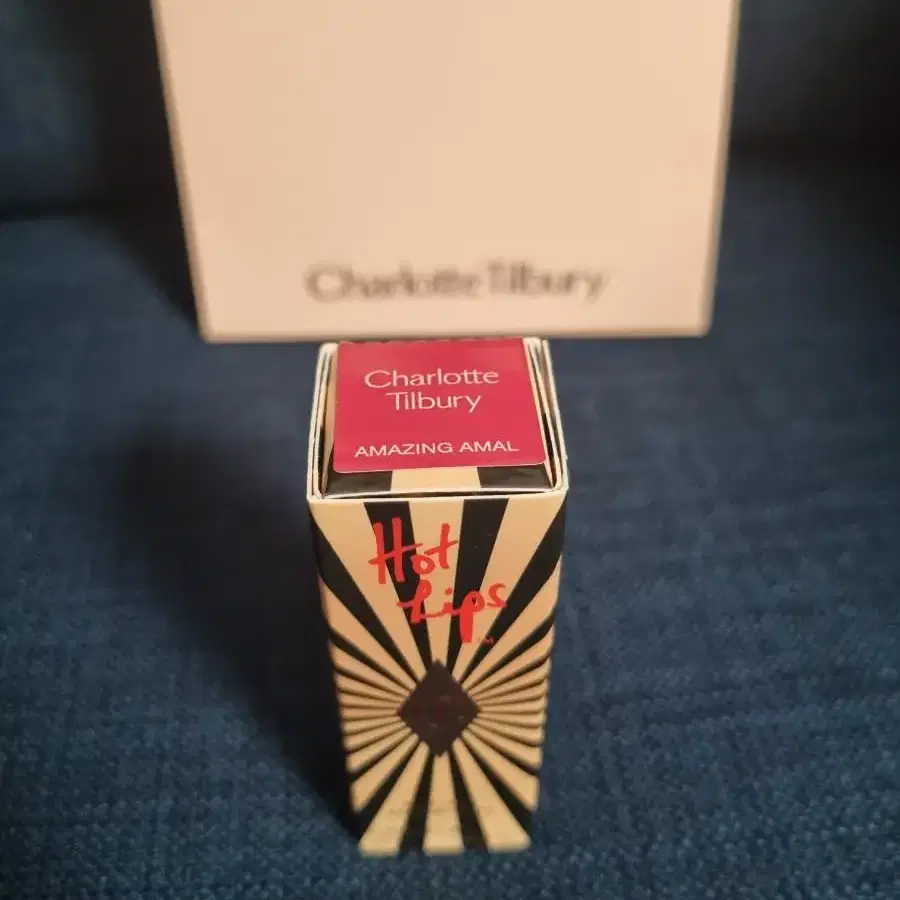 Charlotte Tilbury
Charlotte
Tilbury
AMAZING AMAL
Hot
Lips